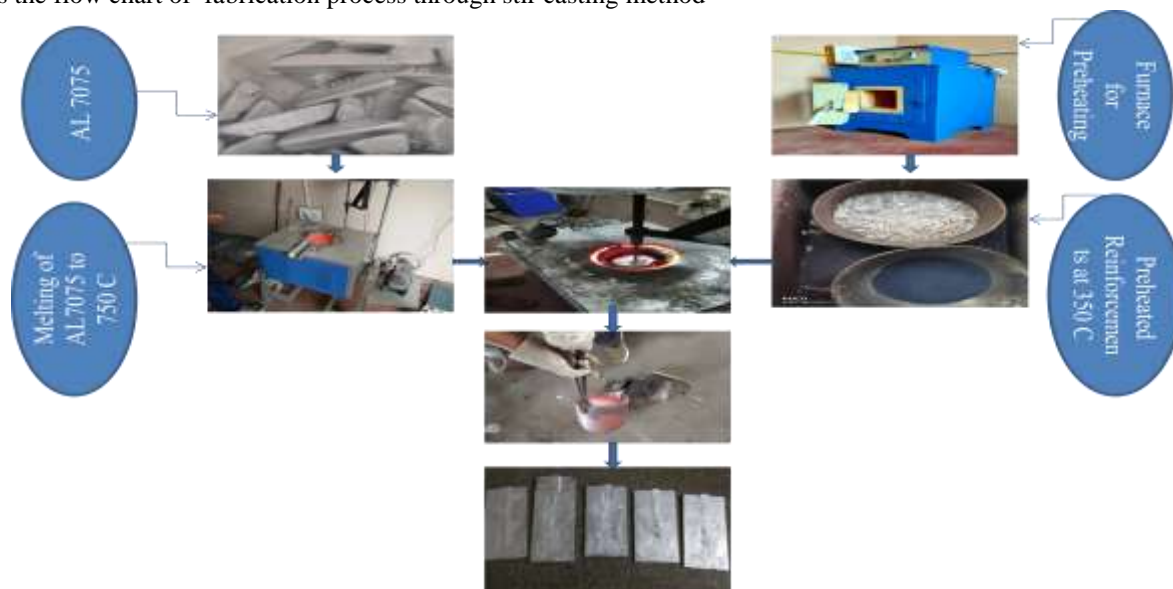 s the flow chart of fabrication process through stir casting method
AL 7075
Melting of
AL7075 to
750 C
Furnace
for
Preheating
Preheated
Reinforcemen
ts at 350 C